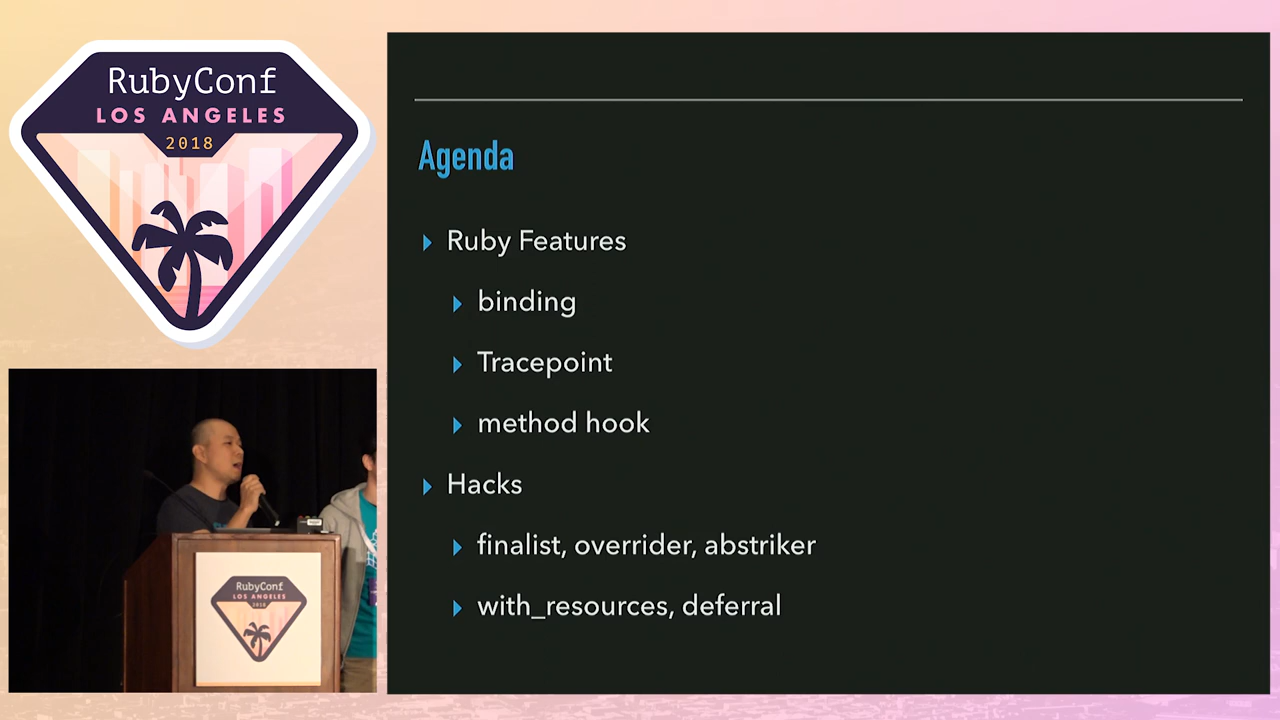 RubyConf
LOS ANGELES
2018
Agenda
Ruby Features
binding
Tracepoint
method hook
Hacks
finalist, overrider, abstriker
with_resources, deferral
RubyConf
LOS ANGELES
2018